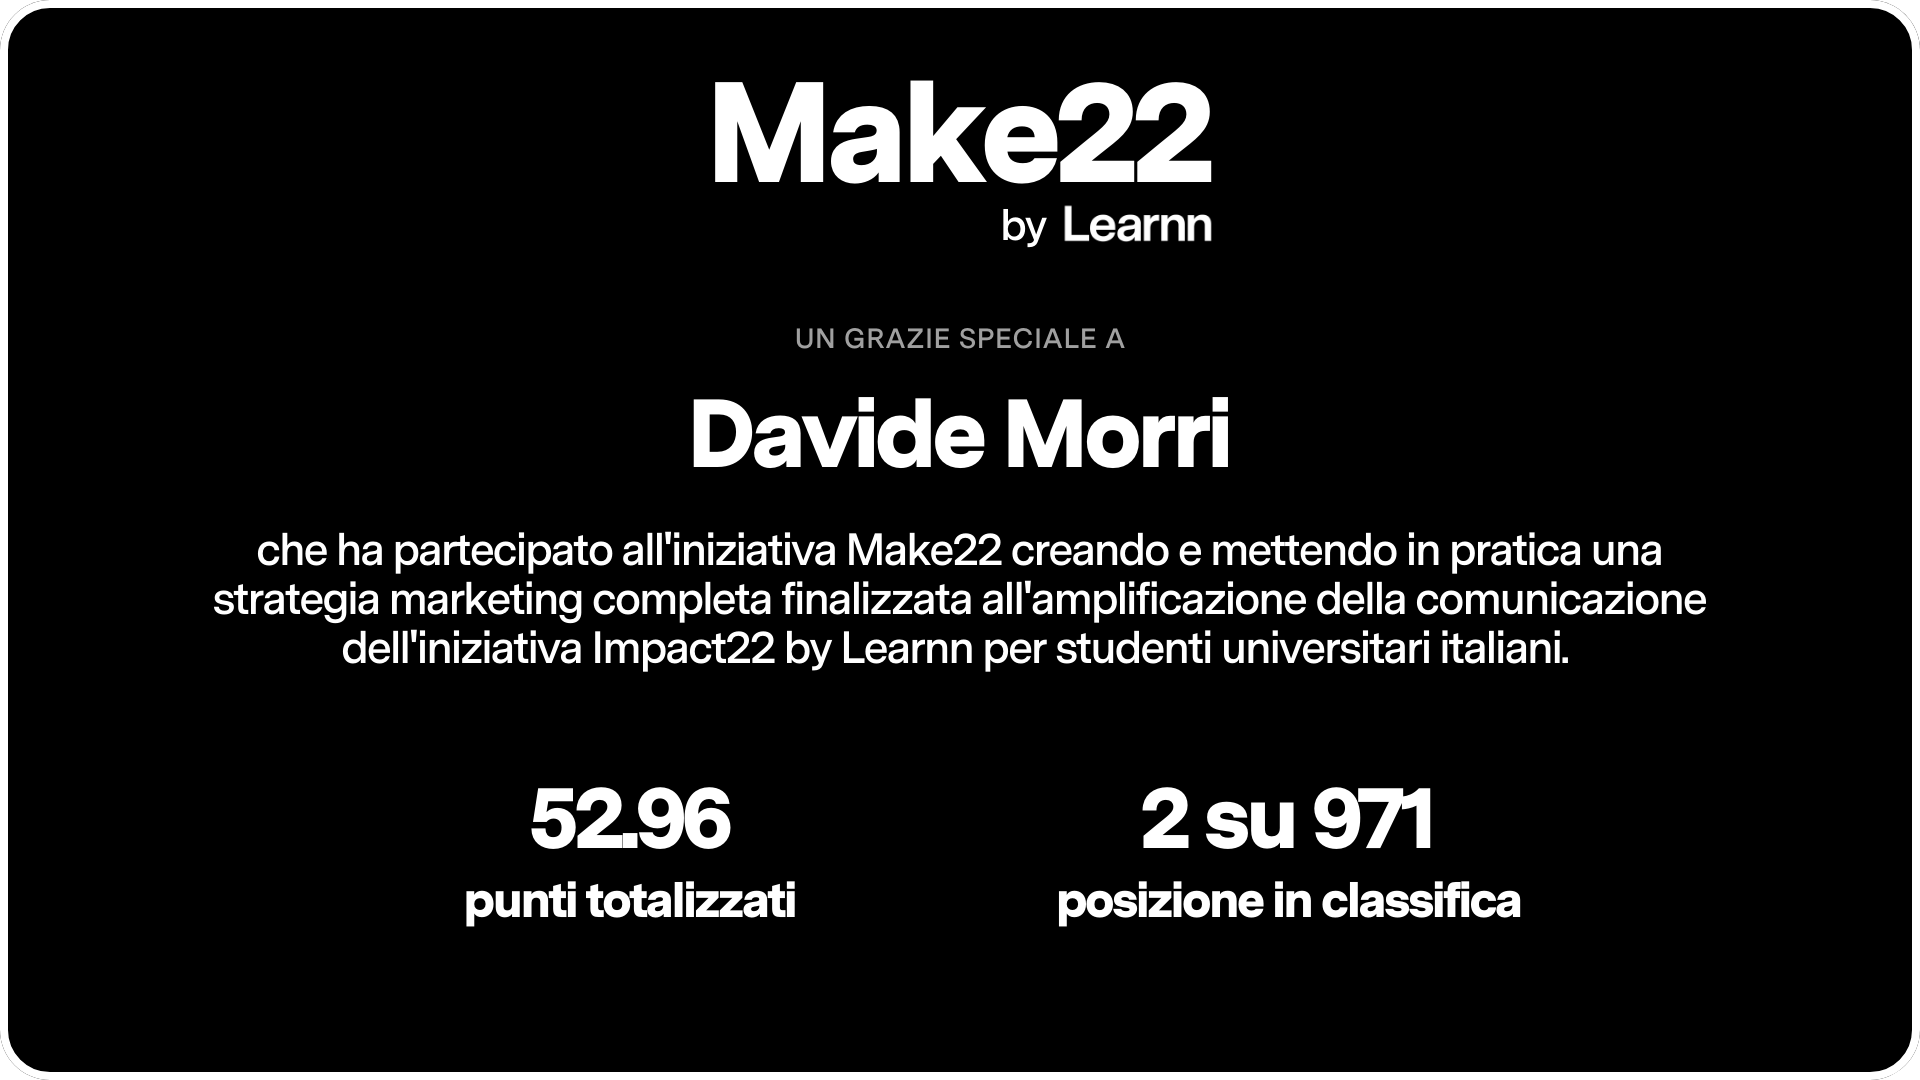 Make22
by Learnn
UN GRAZIE SPECIALE A
Davide Morri
che ha partecipato all'iniziativa Make22 creando e mettendo in pratica una
strategia marketing completa finalizzata all'amplificazione della comunicazione
dell'iniziativa Impact22 by Learnn per studenti universitari italiani.
52.96
punti totalizzati
2 su 971
posizione in classifica